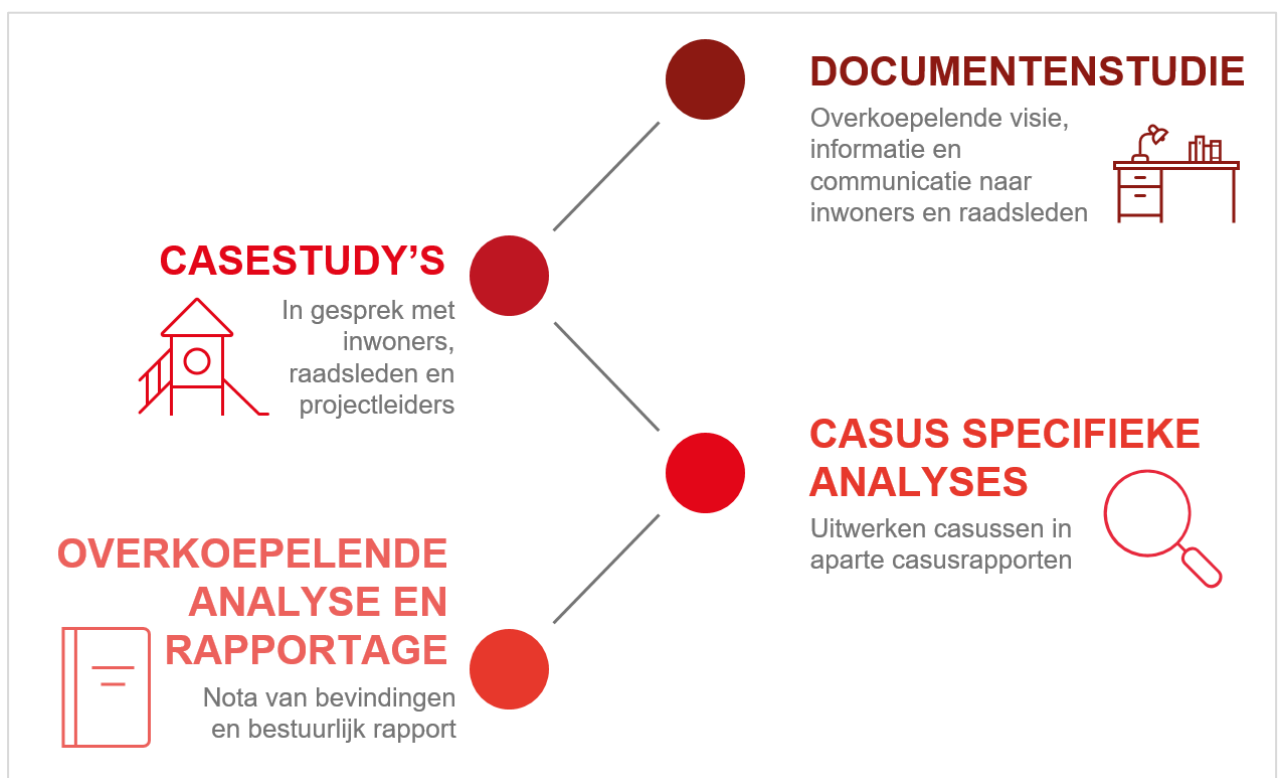 DOCUMENTENSTUDIE
Overkoepelende visie,
informatie en
communicatie naar
inwoners en raadsleden
CASESTUDY’S
In gesprek met
inwoners,
raadsleden en
projectleiders
CASUS SPECIFIEKE
ANALYSES
Uitwerken casussen in
aparte casusrapporten
OVERKOEPELENDE
ANALYSE EN
RAPPORTAGE
Nota van bevindingen
en bestuurlijk rapport